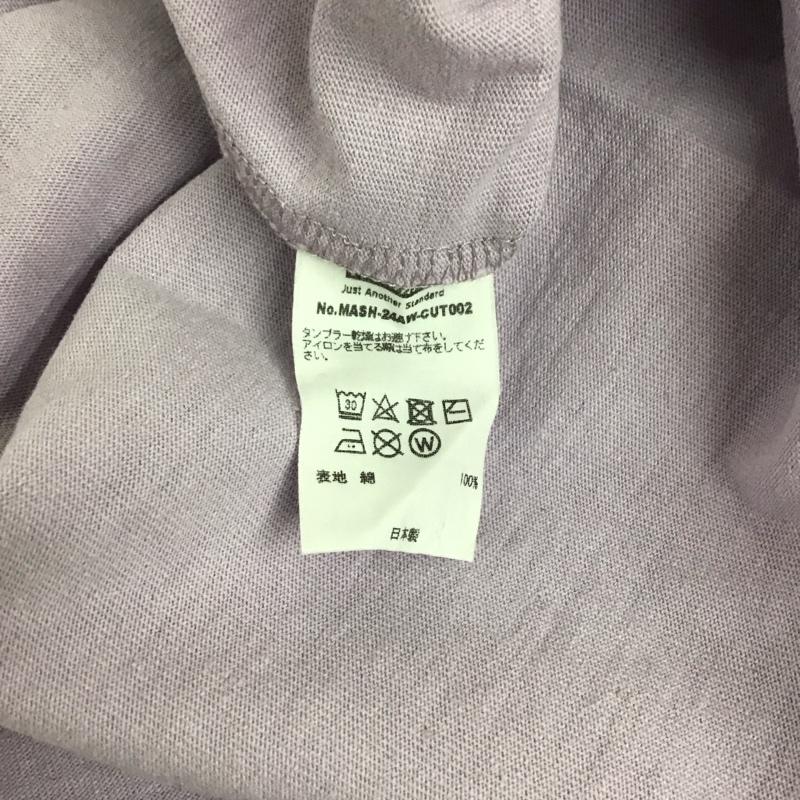 Just Another Standard
No.MASH-24AW-CUT002
タンブラー乾燥はお避け下さい。
アイロンを当てる際は当て布をしてくだ
さい。
30
W
表地 綿 100%
日本製